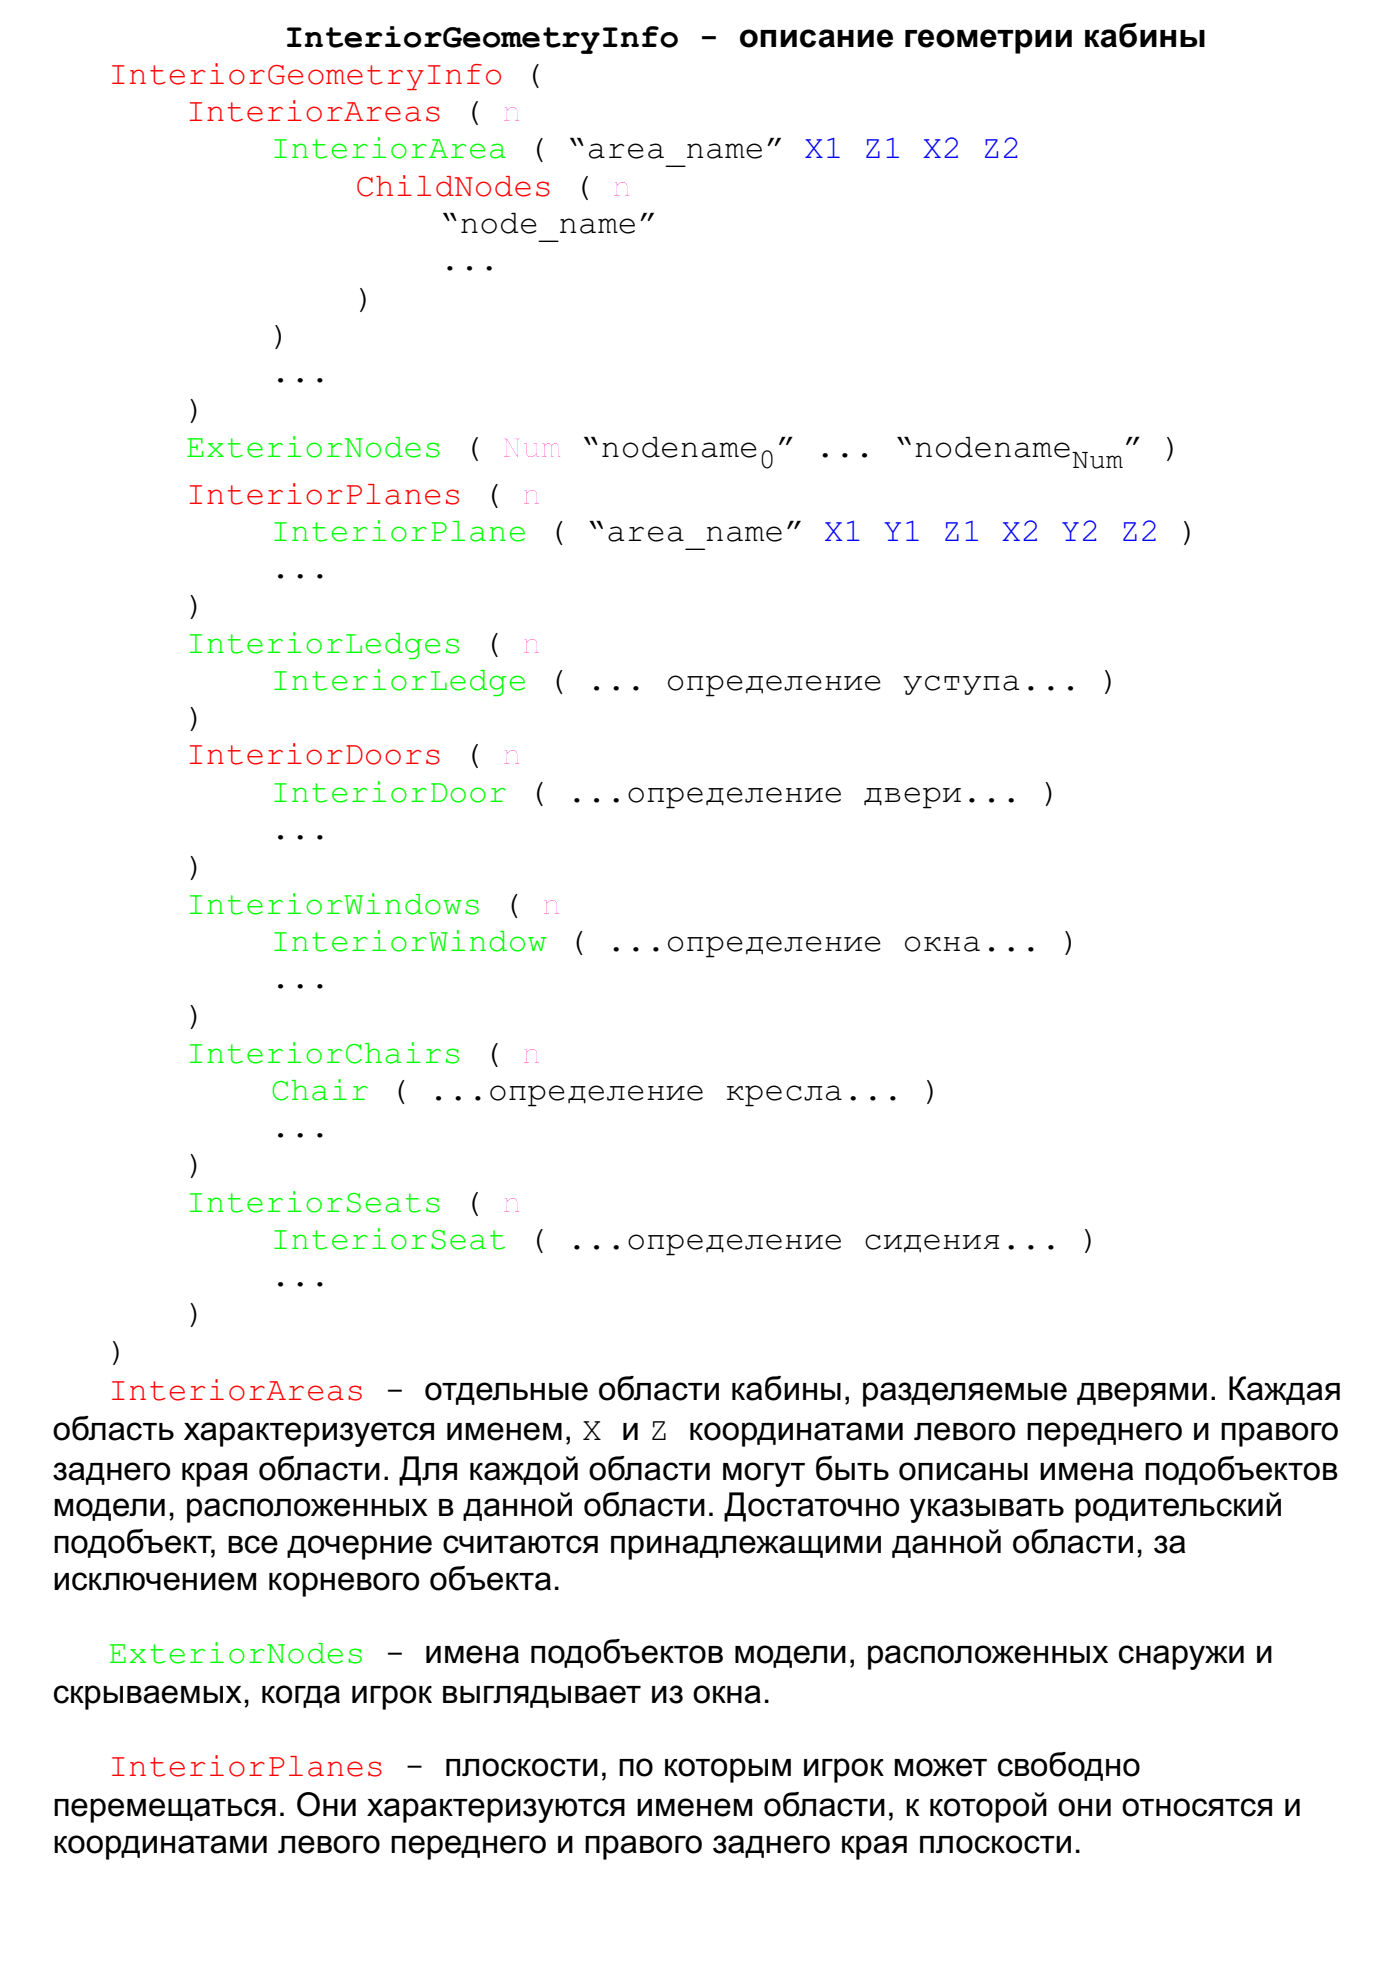 InteriorGeometryInfo - описание геометрии кабины
InteriorGeometryInfo (
InteriorAreas ( n
InteriorArea ( “area_name” X1 Z1 X2 Z2
ChildNodes ( n
“node_name”
...
)
)
...
)
ExteriorNodes ( Num “nodename0” ... “nodenameNum” )
InteriorPlanes ( n
InteriorPlane ( “area_name” X1 Y1 Z1 X2 Y2 Z2 )
...
)
InteriorLedges ( n
InteriorLedge ( ... определение уступа... )
)
InteriorDoors ( n
InteriorDoor ( ...определение двери... )
...
)
InteriorWindows ( n
InteriorWindow ( ...определение окна... )
...
)
InteriorChairs ( n
Chair ( ...определение кресла... )
...
)
InteriorSeats ( n
InteriorSeat ( ...определение сидения... )
...
)
)
InteriorAreas – отдельные области кабины, разделяемые дверями. Каждая
область характеризуется именем, X и Z координатами левого переднего и правого
заднего края области. Для каждой области могут быть описаны имена подобъектов
модели, расположенных в данной области. Достаточно указывать родительский
подобъект, все дочерние считаются принадлежащими данной области, за
исключением корневого объекта.
ExteriorNodes – имена подобъектов модели, расположенных снаружи и
скрываемых, когда игрок выглядывает из окна.
InteriorPlanes – плоскости, по которым игрок может свободно
перемещаться. Они характеризуются именем области, к которой они относятся и
координатами левого переднего и правого заднего края плоскости.